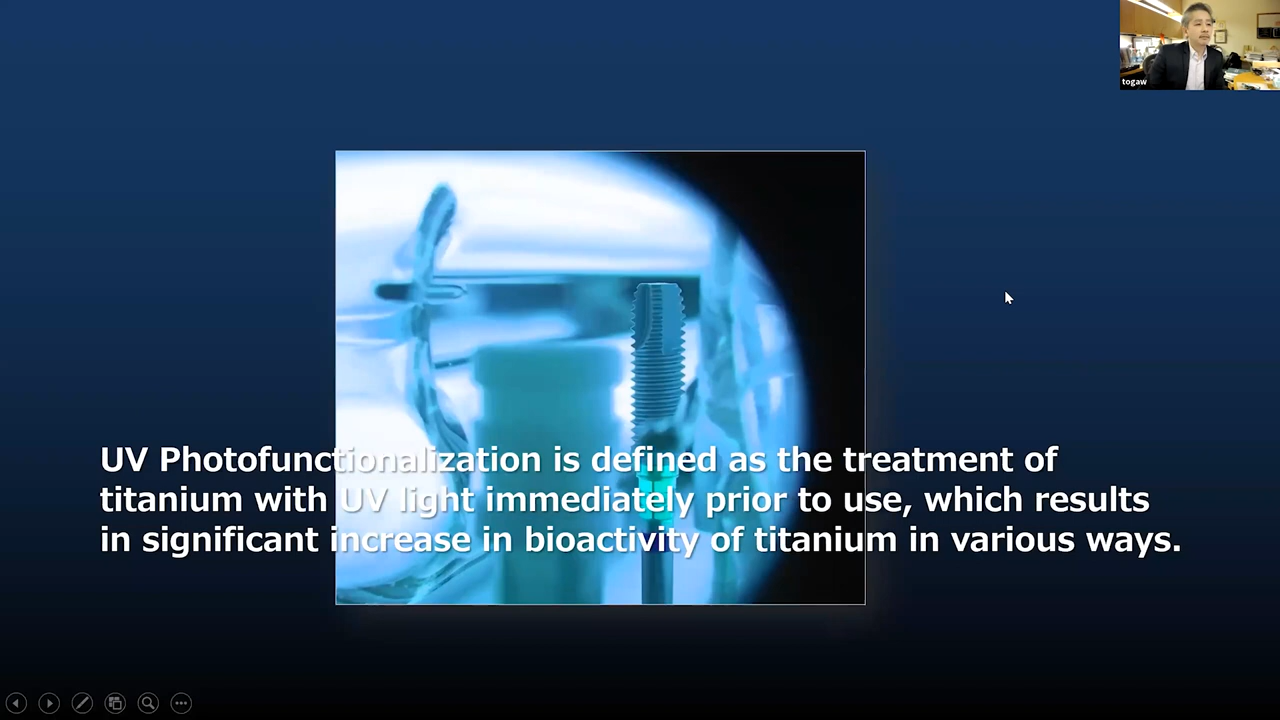 togaw
UV Photofunctionalization is defined as the treatment of
titanium with UV light immediately prior to use, which results
in significant increase in bioactivity of titanium in various ways.